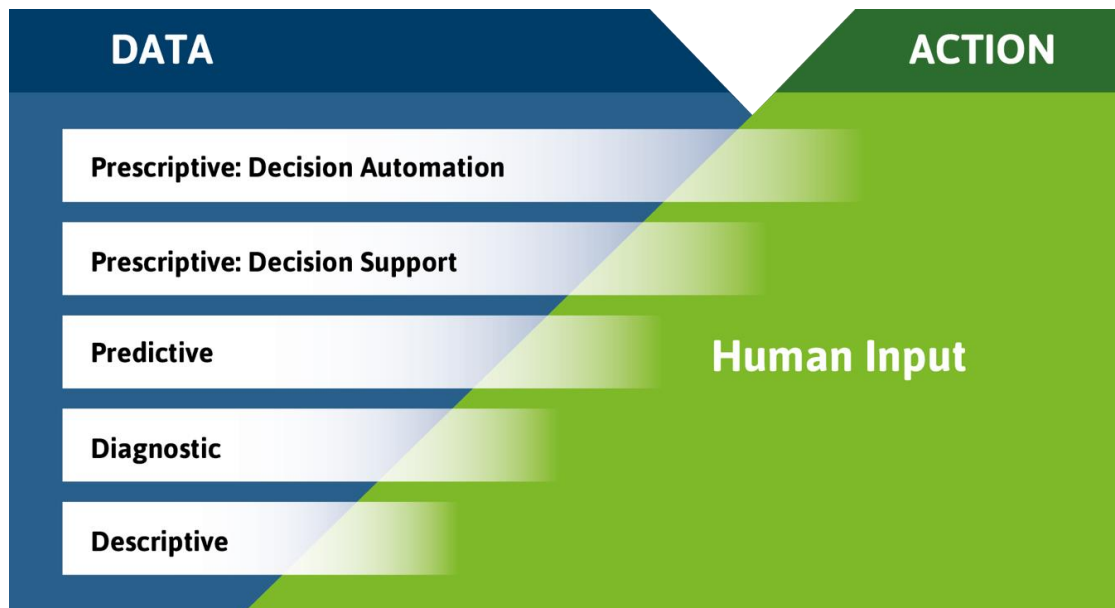 DATA
ACTION
Prescriptive: Decision Automation
Prescriptive: Decision Support
Predictive
Human Input
Diagnostic
Descriptive